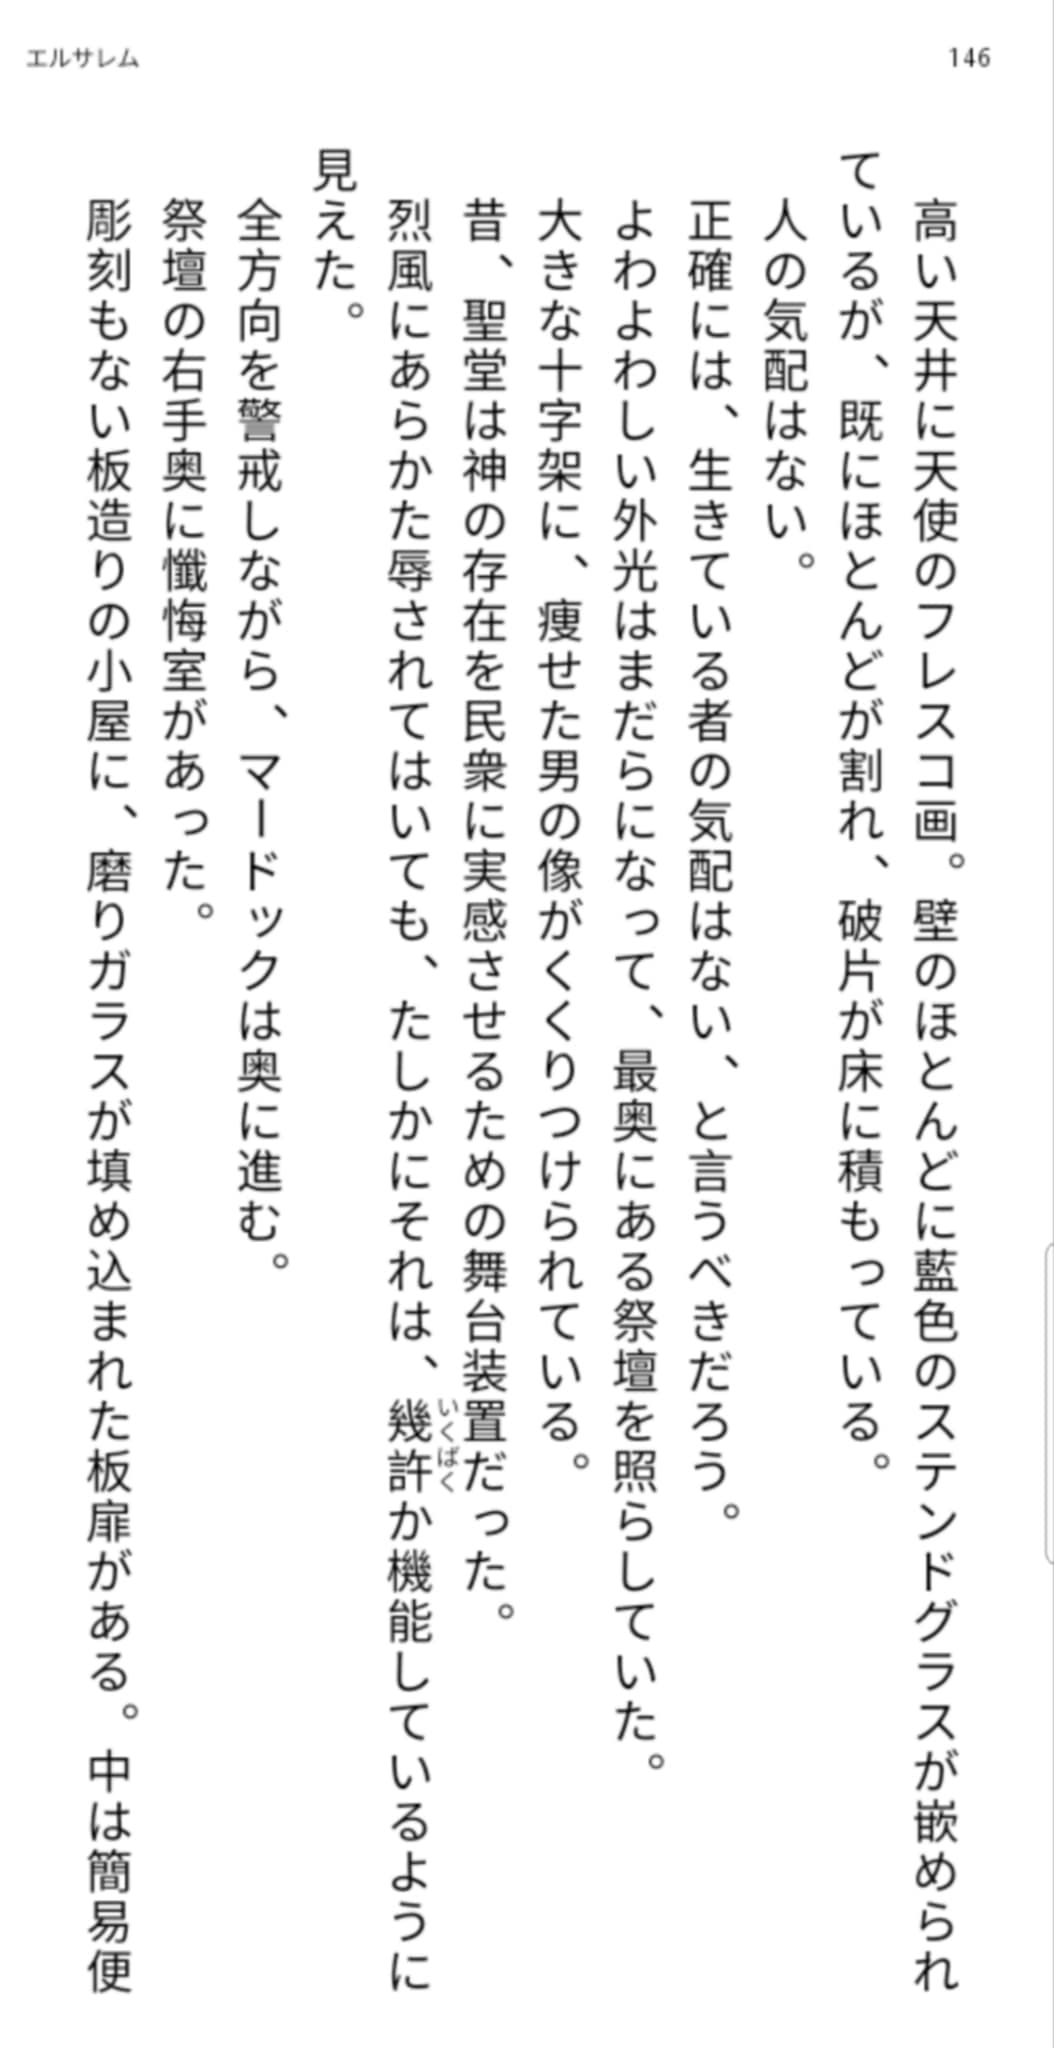 エルサレム
146
高い天井に天使のフレスコ画。壁のほとんどに藍色のステンドグラスが嵌められ
ているが、既にほとんどが割れ、破片が床に積もっている。
人の気配はない。
正確には、生きている者の気配はない、と言うべきだろう。
よわよわしい外光はまだらになって、最奥にある祭壇を照らしていた。
大きな十字架に、痩せた男の像がくくりつけられている。
昔、聖堂は神の存在を民衆に実感させるための舞台装置だった。
烈風にあらかた辱されてはいても、たしかにそれは、幾許か機能しているように
いくばく
見えた。
全方向を警戒しながら、マードックは奥に進む。
祭壇の右手奥に懺悔室があった。
彫刻もない板造りの小屋に、磨りガラスが填め込まれた板扉がある。中は簡易便